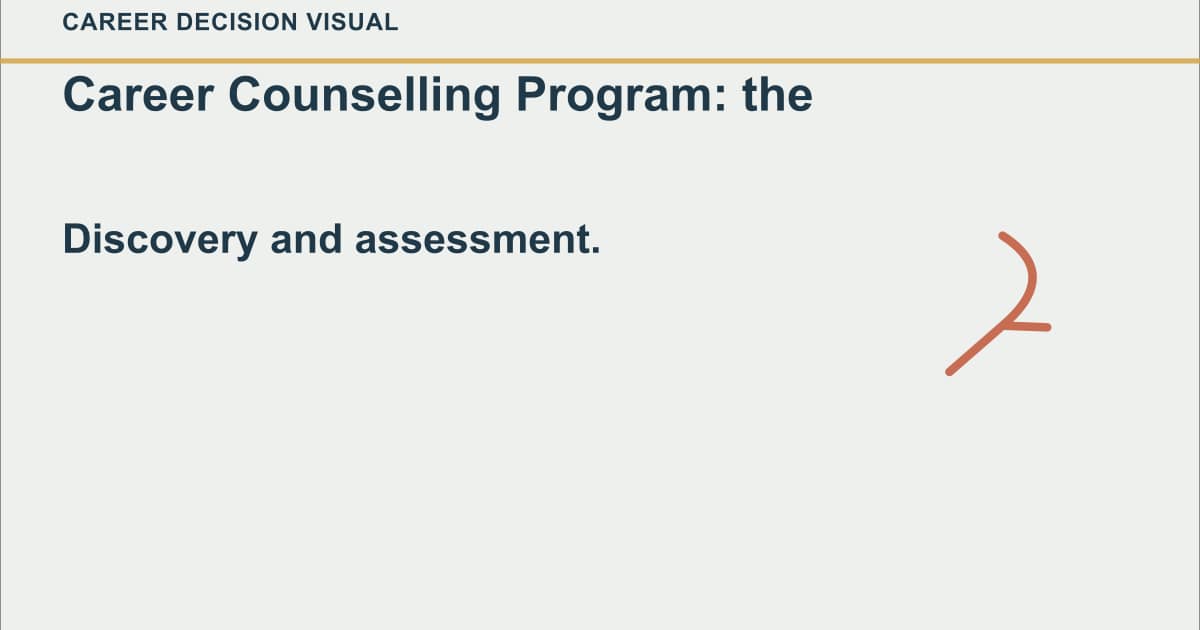 CAREER DECISION VISUAL
Career Counselling Program: the
Discovery and assessment.